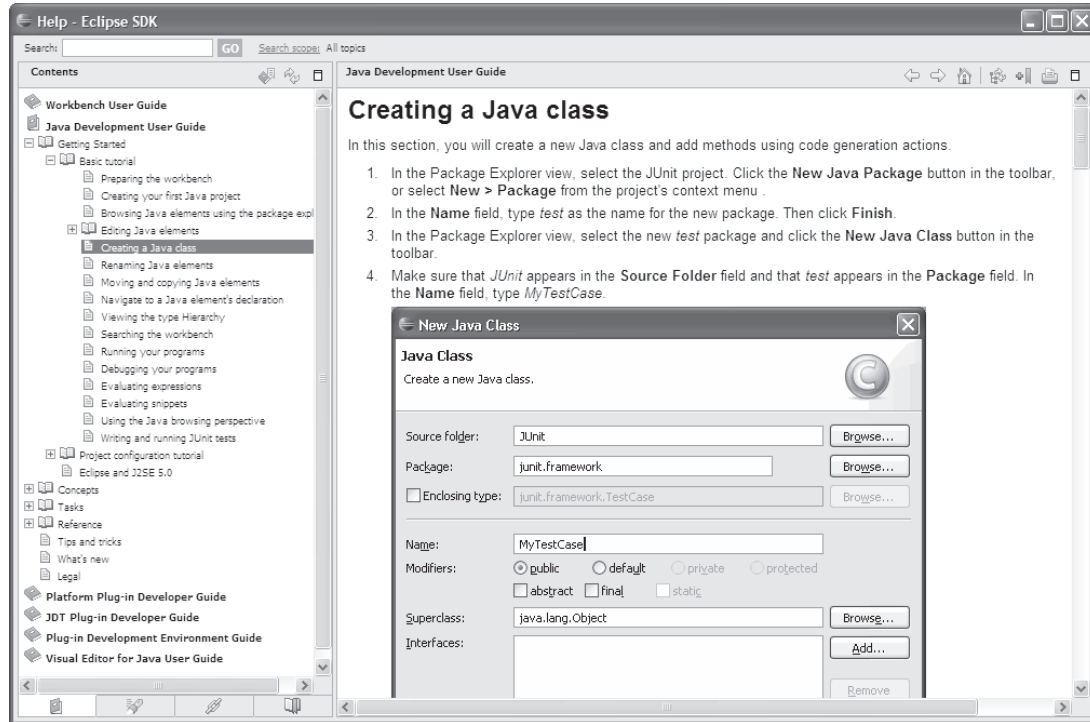 Help - Eclipse SDK
Search: GO Search scope: All topics
Contents
Workbench User Guide
Java Development User Guide
Getting Started
Basic tutorial
Preparing the workbench
Creating your first Java project
Browsing Java elements using the package expl
Editing Java elements
Creating a Java class
Renaming Java elements
Moving and copying Java elements
Navigate to a Java element's declaration
Viewing the type Hierarchy
Searching the workbench
Running your programs
Debugging your programs
Evaluating expressions
Evaluating snippets
Using the Java browsing perspective
Writing and running JUnit tests
Project configuration tutorial
Eclipse and J2SE 5.0
Concepts
Tasks
Reference
Tips and tricks
What's new
Legal
Platform Plug-in Developer Guide
JDT Plug-in Developer Guide
Plug-in Development Environment Guide
Visual Editor for Java User Guide
Java Development User Guide
Creating a Java class
In this section, you will create a new Java class and add methods using code generation actions.
1. In the Package Explorer view, select the JUnit project. Click the New Java Package button in the toolbar,
or select New > Package from the project's context menu .
2. In the Name field, type test as the name for the new package. Then click Finish.
3. In the Package Explorer view, select the new test package and click the New Java Class button in the
toolbar.
4. Make sure that JUnit appears in the Source Folder field and that test appears in the Package field. In
the Name field, type MyTestCase.
New Java Class
Java Class
Create a new Java class.
C
Source folder: JUnit Browse...
Package: junit.framework Browse...
Enclosing type: junit.framework.TestCase Browse...
Name: MyTestCase
Modifiers: public default private protected
abstract final static
Superclass: java.lang.Object Browse...
Interfaces: Add...
Remove